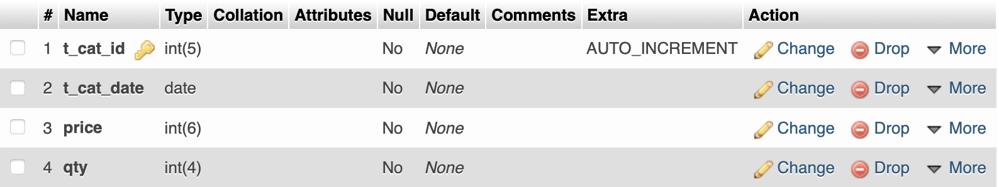 # Name Type Collation Attributes Null Default Comments Extra Action
1 t_cat_id int(5) No None AUTO_INCREMENT Change Drop More
2 t_cat_date date No None Change Drop More
3 price int(6) No None Change Drop More
4 qty int(4) No None Change Drop More